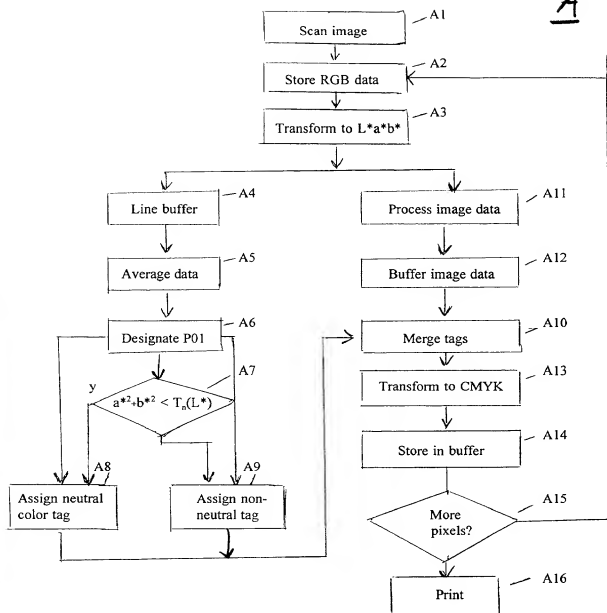 A
Scan image
A1
Store RGB data
A2
Transform to L*a*b*
A3
Line buffer
A4
Average data
A5
Designate P01
A6
A7
y
a*²+b*² < Tn(L*)
A8
Assign neutral
color tag
A9
Assign non-
neutral tag
Process image data
A11
Buffer image data
A12
Merge tags
A10
Transform to CMYK
A13
Store in buffer
A14
More
pixels?
A15
Print
A16